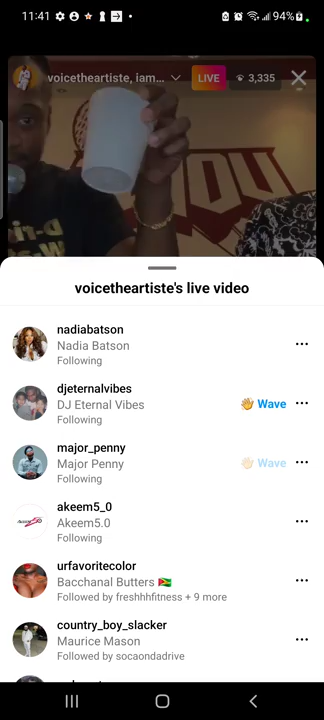 11:41
94%
voicetheartiste, iam...
LIVE
3,335
voicetheartiste's live video
nadiabatson
Nadia Batson
Following
djeternalvibes
DJ Eternal Vibes
Following
Wave
major_penny
Major Penny
Following
Wave
akeem5_0
Akeem5.0
Following
urfavoritecolor
Bacchanal Butters 🇬🇾
Followed by freshhhfitness + 9 more
country_boy_slacker
Maurice Mason
Followed by socaondadrive